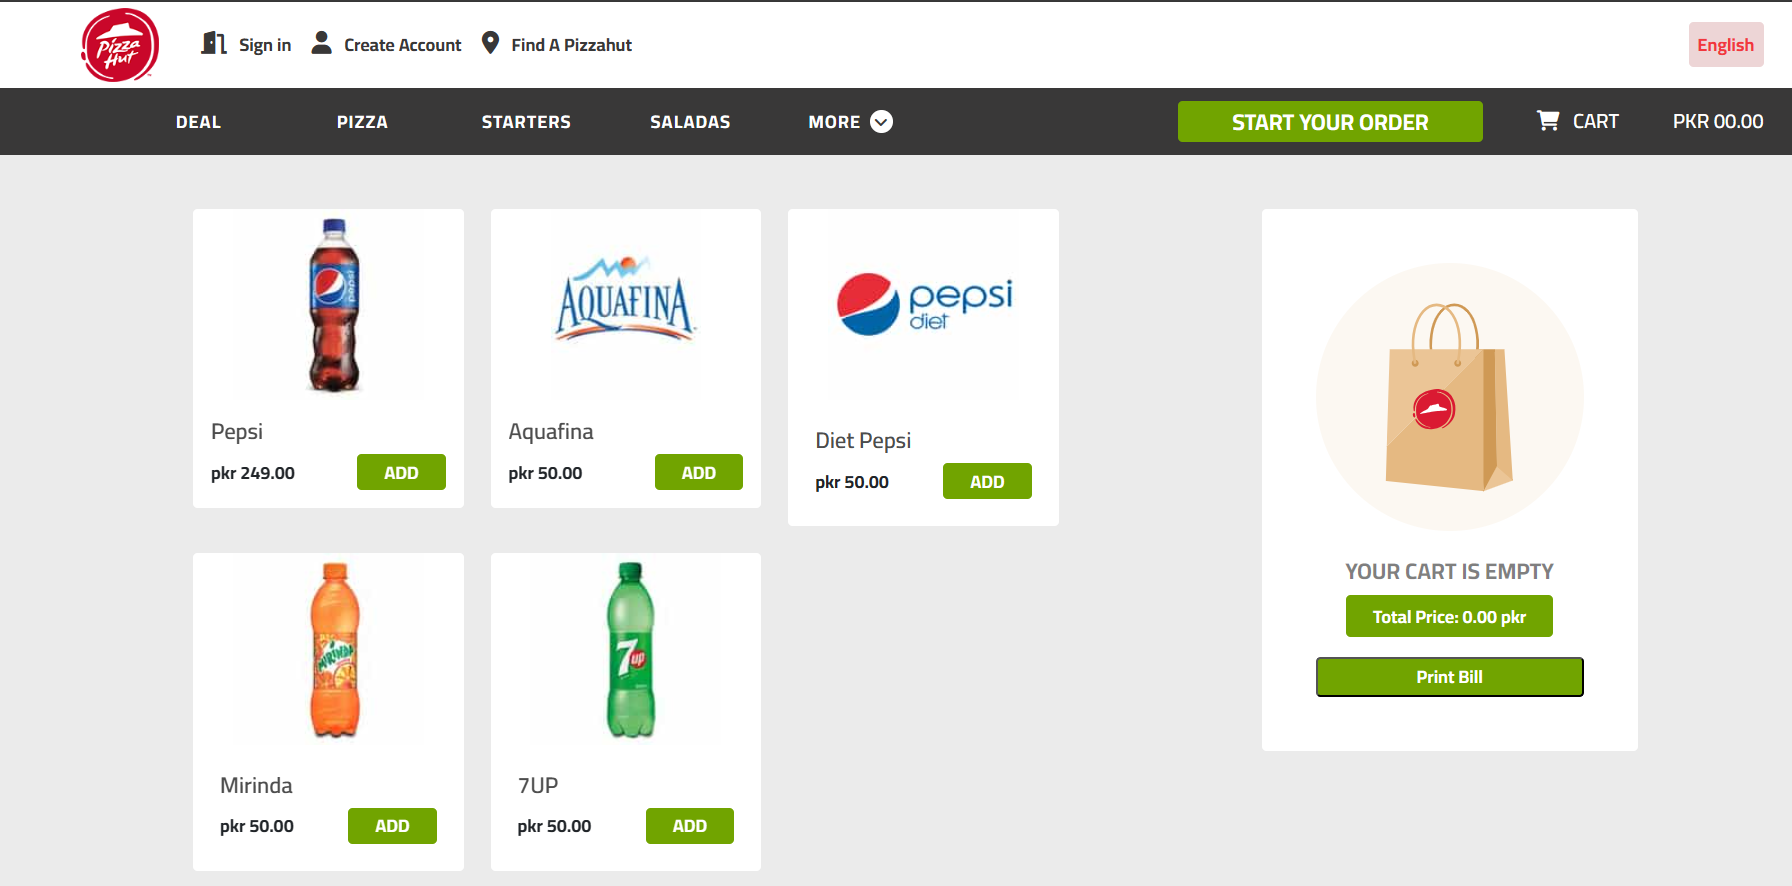 Pizza Hut
Sign in
Create Account
Find A Pizzahut
English
DEAL
PIZZA
STARTERS
SALADAS
MORE
START YOUR ORDER
CART
PKR 00.00
pepsi
AQUAFINA
pepsi
diet
Pepsi
pkr 249.00
ADD
Aquafina
pkr 50.00
ADD
Diet Pepsi
pkr 50.00
ADD
MIRINDA
7up
Mirinda
pkr 50.00
ADD
7UP
pkr 50.00
ADD
YOUR CART IS EMPTY
Total Price: 0.00 pkr
Print Bill